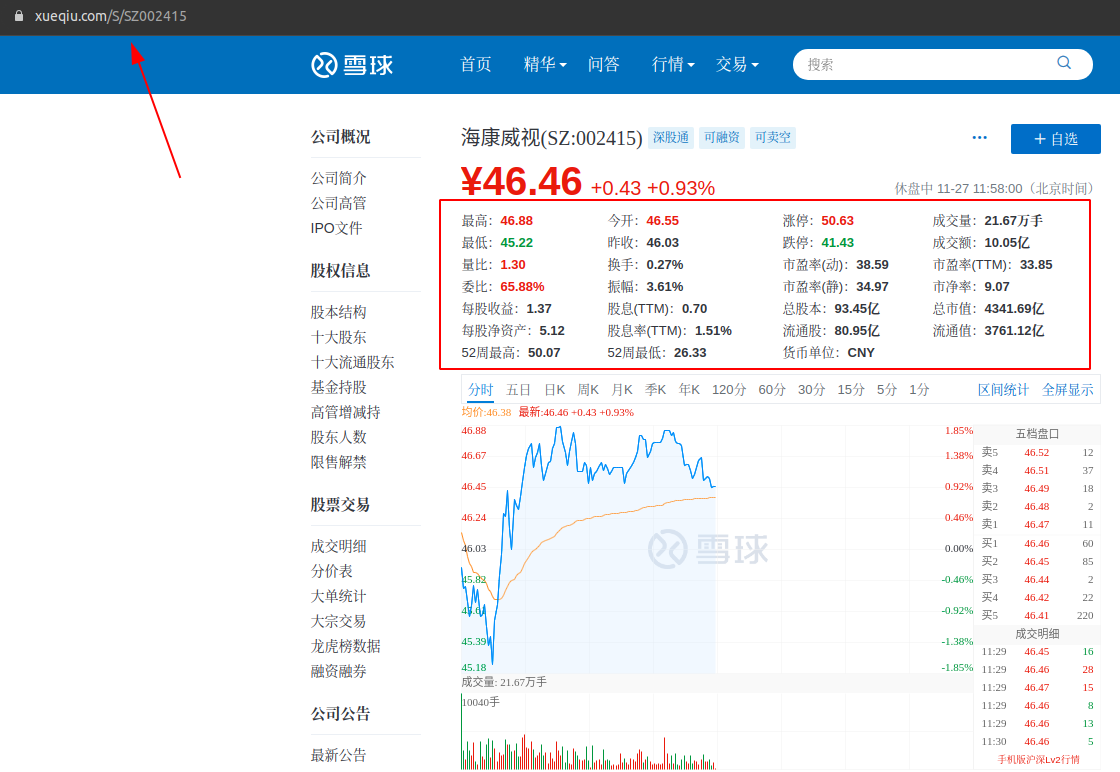 xueqiu.com/S/SZ002415
雪球 首页 精华 问答 行情 交易 搜索
公司概况
公司简介
公司高管
IPO文件
股权信息
股本结构
十大股东
十大流通股东
基金持股
高管增减持
股东人数
限售解禁
股票交易
成交明细
分价表
大单统计
大宗交易
龙虎榜数据
融资融券
公司公告
最新公告
海康威视(SZ:002415) 深股通 可融资 可卖空 ··· + 自选
¥46.46 +0.43 +0.93% 休盘中 11-27 11:58:00（北京时间）
最高：46.88 今开：46.55 涨停：50.63 成交量：21.67万手
最低：45.22 昨收：46.03 跌停：41.43 成交额：10.05亿
量比：1.30 换手：0.27% 市盈率(动)：38.59 市盈率(TTM)：33.85
委比：65.88% 振幅：3.61% 市盈率(静)：34.97 市净率：9.07
每股收益：1.37 股息(TTM)：0.70 总股本：93.45亿 总市值：4341.69亿
每股净资产：5.12 股息率(TTM)：1.51% 流通股：80.95亿 流通值：3761.12亿
52周最高：50.07 52周最低：26.33 货币单位：CNY
分时 五日 日K 周K 月K 季K 年K 120分 60分 30分 15分 5分 1分 区间统计 全屏显示
均价:46.38 最新:46.46 +0.43 +0.93%
46.88 1.85%
46.67 1.38%
46.45 0.92%
46.24 0.46%
46.03 0.00%
45.82 -0.46%
-0.92%
45.39 -1.38%
45.18 -1.85%
雪球
成交量: 21.67万手
10040手
五档盘口
卖5 46.52 12
卖4 46.51 37
卖3 46.49 18
卖2 46.48 2
卖1 46.47 11
买1 46.46 60
买2 46.45 85
买3 46.44 2
买4 46.42 22
买5 46.41 220
成交明细
11:29 46.45 16
11:29 46.46 28
11:29 46.47 15
11:29 46.46 8
11:29 46.46 13
11:30 46.46 5
手机版沪深Lv2行情